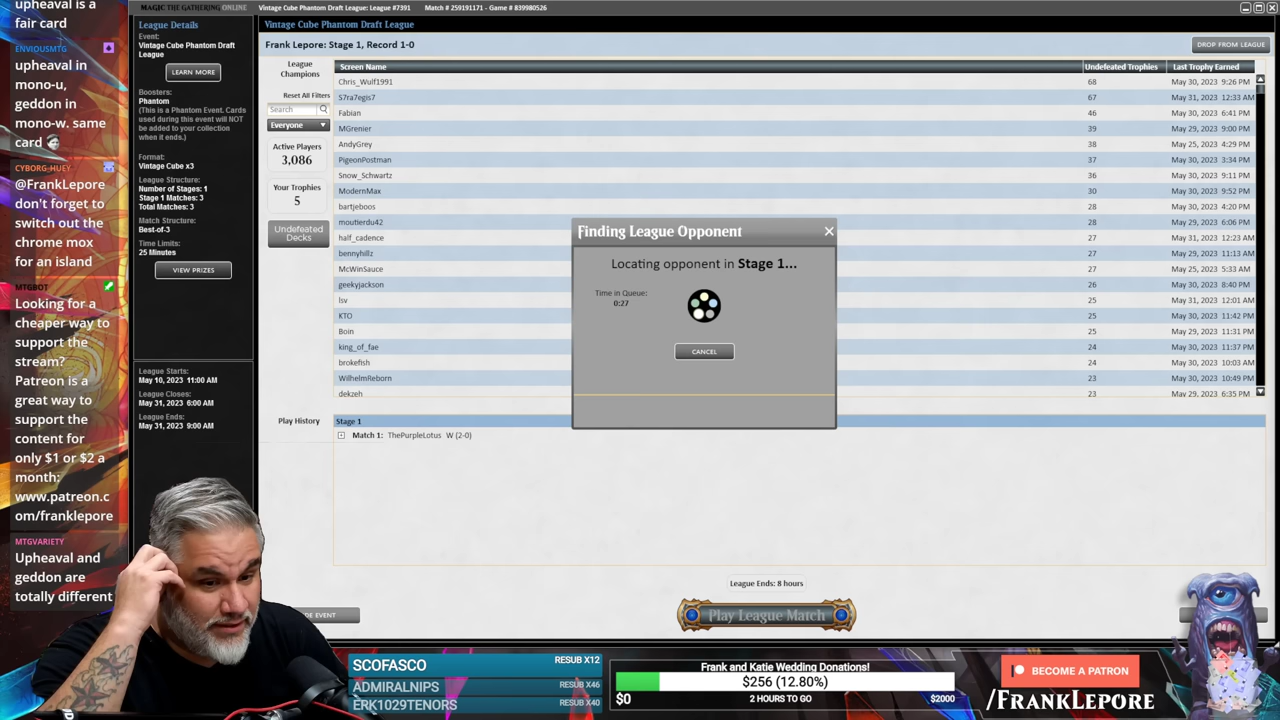 upheaval is a
fair card
ENVIOUSMTG
upheaval in
mono-u,
geddon in
mono-w. same
card
CYBORG_HUEY
@FrankLepore
don't forget to
switch out the
chrome mox
for an island
MTGBOT
Looking for a
cheaper way to
support the
stream?
Patreon is a
great way to
support the
content for
only $1 or $2 a
month:
www.patreon.c
om/franklepore
MTGVARIETY
Upheaval and
geddon are
totally different
MAGIC THE GATHERING ONLINE
Vintage Cube Phantom Draft League: League #7391
Match # 259191171 - Game # 839980526
League Details
Event:
Vintage Cube Phantom Draft
League
LEARN MORE
Boosters:
Phantom
(This is a Phantom Event. Cards
used during this event will NOT
be added to your collection
when it ends.)
Format:
Vintage Cube x3
League Structure:
Number of Stages: 1
Stage 1 Matches: 3
Total Matches: 3
Match Structure:
Best-of-3
Time Limits:
25 Minutes
VIEW PRIZES
League Starts:
May 10, 2023 11:00 AM
League Closes:
May 31, 2023 6:00 AM
League Ends:
May 31, 2023 9:00 AM
Vintage Cube Phantom Draft League
Frank Lepore: Stage 1, Record 1-0
DROP FROM LEAGUE
League
Champions
Reset All Filters
Search
Everyone
Active Players
3,086
Your Trophies
5
Undefeated
Decks
Screen Name Undefeated Trophies Last Trophy Earned
Chris_Wulf1991 68 May 30, 2023 9:26 PM
S7ra7egis7 67 May 31, 2023 12:33 AM
Fabian 46 May 30, 2023 6:41 PM
MGrenier 39 May 29, 2023 9:00 PM
AndyGrey 38 May 25, 2023 4:29 PM
PigeonPostman 37 May 30, 2023 3:34 PM
Snow_Schwartz 36 May 30, 2023 9:11 PM
ModernMax 30 May 30, 2023 9:52 PM
bartjeboos 28 May 30, 2023 4:20 PM
moutierdu42 28 May 29, 2023 6:06 PM
half_cadence 27 May 31, 2023 12:23 AM
bennyhillz 27 May 29, 2023 11:13 AM
McWinSauce 27 May 25, 2023 5:33 AM
geekyjackson 26 May 30, 2023 8:40 PM
lsv 25 May 31, 2023 12:01 AM
KTO 25 May 30, 2023 11:42 PM
Boin 25 May 29, 2023 11:31 PM
king_of_fae 24 May 30, 2023 11:37 PM
brokefish 24 May 30, 2023 10:03 AM
WilhelmReborn 23 May 30, 2023 10:49 PM
dekzeh 23 May 29, 2023 6:35 PM
Finding League Opponent
Locating opponent in Stage 1...
Time in Queue:
0:27
CANCEL
Play History
Stage 1
Match 1: ThePurpleLotus W (2-0)
League Ends: 8 hours
EVENT
Play League Match
SCOFASCO RESUB X12
ADMIRALNIPS RESUB X46
ERK1029TENORS RESUB X40
Frank and Katie Wedding Donations!
$256 (12.80%)
$0 2 HOURS TO GO $2000
BECOME A PATRON
/FRANKLEPORE